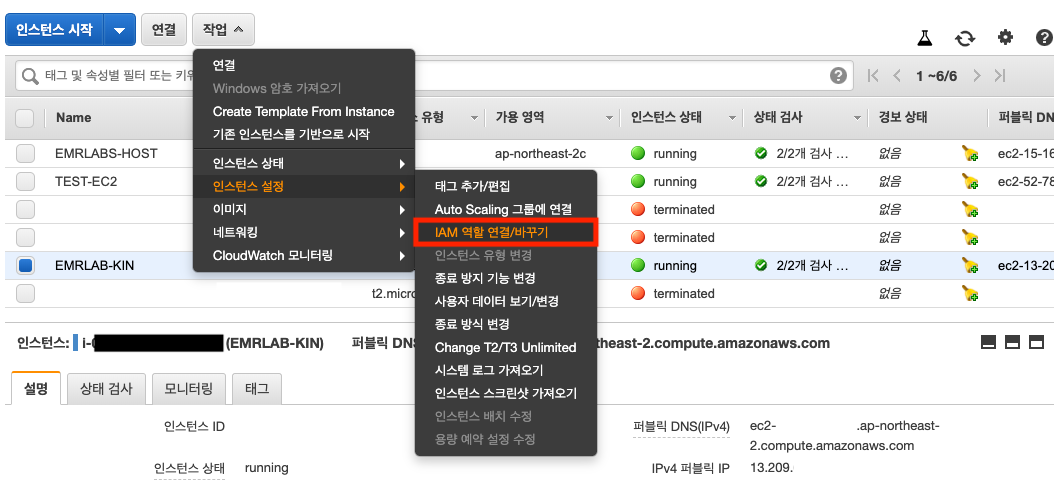 인스턴스 시작 연결 작업
태그 및 속성별 필터 또는 키워
1 ~6/6
연결
Windows 암호 가져오기
Create Template From Instance
기존 인스턴스를 기반으로 시작
인스턴스 상태
인스턴스 설정
이미지
네트워킹
CloudWatch 모니터링
태그 추가/편집
Auto Scaling 그룹에 연결
IAM 역할 연결/바꾸기
인스턴스 유형 변경
종료 방지 기능 변경
사용자 데이터 보기/변경
종료 방식 변경
Change T2/T3 Unlimited
시스템 로그 가져오기
인스턴스 스크린샷 가져오기
인스턴스 배치 수정
용량 예약 설정 수정
Name 스 유형 가용 영역 인스턴스 상태 상태 검사 경보 상태 퍼블릭 DN
EMRLABS-HOST ap-northeast-2c running 2/2개 검사 ... 없음 ec2-15-16
TEST-EC2 running 2/2개 검사 ... 없음 ec2-52-78
terminated 없음
terminated 없음
EMRLAB-KIN running 2/2개 검사 ... 없음 ec2-13-20
t2.micro terminated 없음
인스턴스: i-0 (EMRLAB-KIN) 퍼블릭 DNS theast-2.compute.amazonaws.com
설명 상태 검사 모니터링 태그
인스턴스 ID 퍼블릭 DNS(IPv4) ec2- .ap-northeast-
2.compute.amazonaws.com
인스턴스 상태 running IPv4 퍼블릭 IP 13.209.